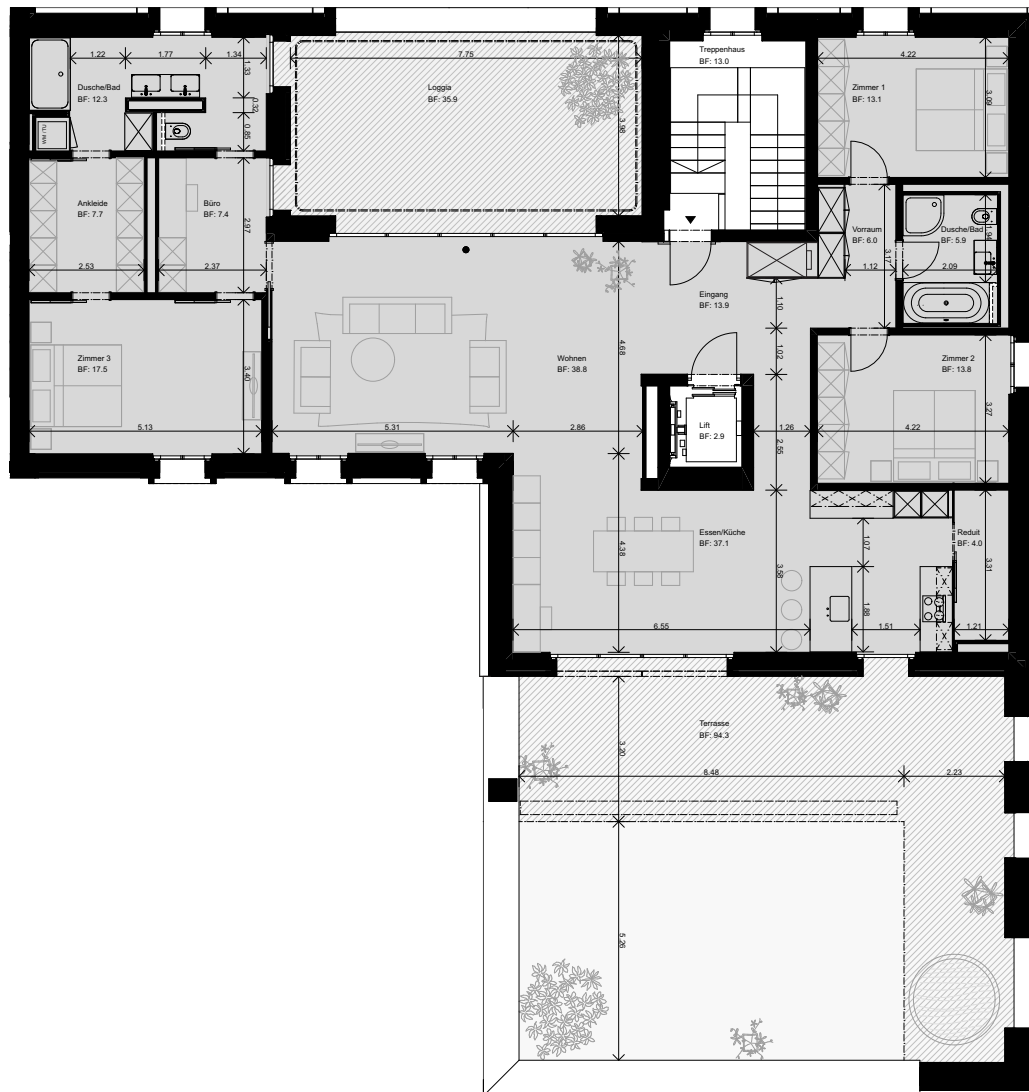 1.22
1.77
1.34
7.75
Treppenhaus
BF: 13.0
4.22
1.33
Dusche/Bad
BF: 12.3
Loggia
BF: 35.9
Zimmer 1
BF: 13.1
3.09
0.32
0.85
3.98
WM /TU
Ankleide
BF: 7.7
Büro
BF: 7.4
2.97
2.53
2.37
Vorraum
BF: 6.0
Dusche/Bad
BF: 5.9
1.94
3.17
1.12
2.09
Eingang
BF: 13.9
1.10
4.68
1.02
Zimmer 3
BF: 17.5
3.40
Wohnen
BF: 38.8
Zimmer 2
BF: 13.8
3.27
5.13
5.31
2.86
Lift
BF: 2.9
1.26
4.22
2.55
Essen/Küche
BF: 37.1
4.38
3.58
1.07
Reduit
BF: 4.0
3.31
1.88
6.55
1.51
1.21
Terrasse
BF: 94.3
3.20
8.48
2.23
5.26